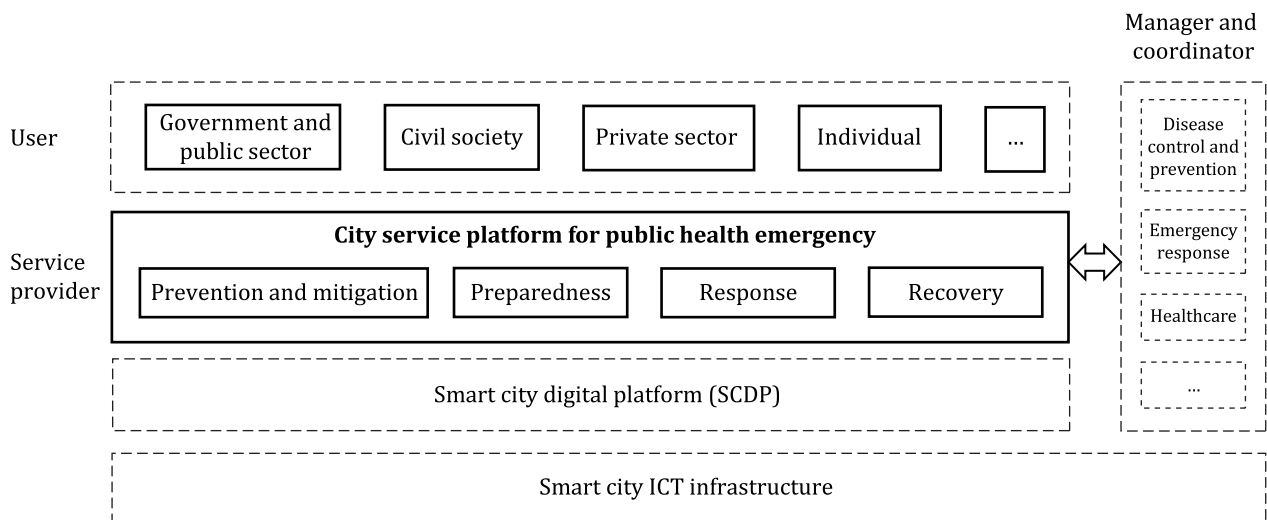 Manager and
coordinator
User
Government and
public sector
Civil society
Private sector
Individual
...
Disease
control and
prevention
Service
provider
City service platform for public health emergency
Prevention and mitigation
Preparedness
Response
Recovery
Emergency
response
Healthcare
...
Smart city digital platform (SCDP)
Smart city ICT infrastructure